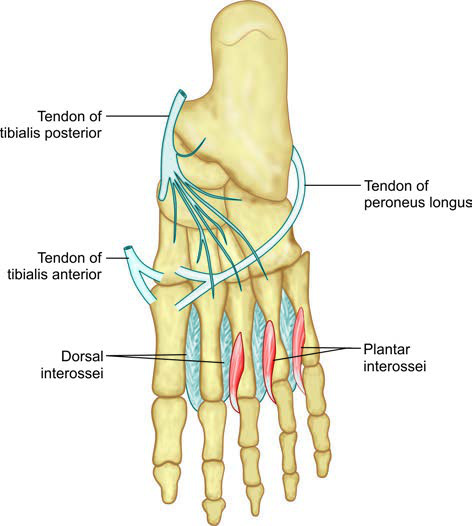 Tendon of
tibialis posterior
Tendon of
peroneus longus
Tendon of
tibialis anterior
Dorsal
interossei
Plantar
interossei